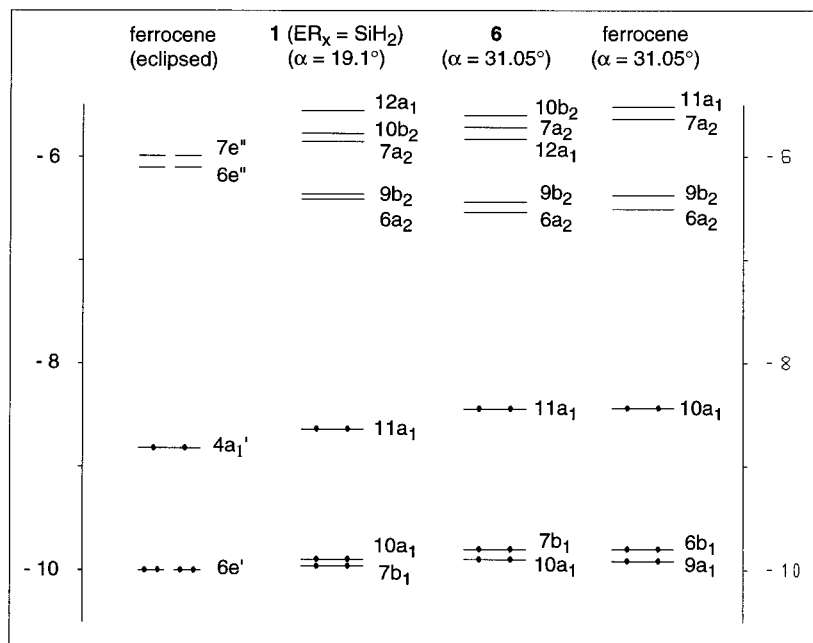 ferrocene 1 (ERx = SiH2) 6 ferrocene
(eclipsed) (α = 19.1°) (α = 31.05°) (α = 31.05°)
12a1 10b2 11a1
10b2 7a2 7a2
7a2 12a1
- 6 7e" - 6
6e"
9b2 9b2 9b2
6a2 6a2 6a2
- 8 - 8
4a1' 11a1 11a1 10a1
10a1 7b1 6b1
- 10 6e' 7b1 10a1 9a1 - 10